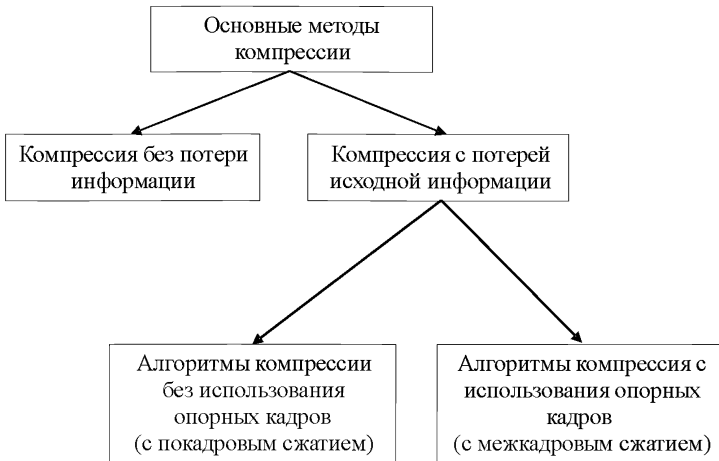 Основные методы
компрессии
Компрессия без потери
информации
Компрессия с потерей
исходной информации
Алгоритмы компрессии
без использования
опорных кадров
(с покадровым сжатием)
Алгоритмы компрессия с
использования опорных
кадров
(с межкадровым сжатием)